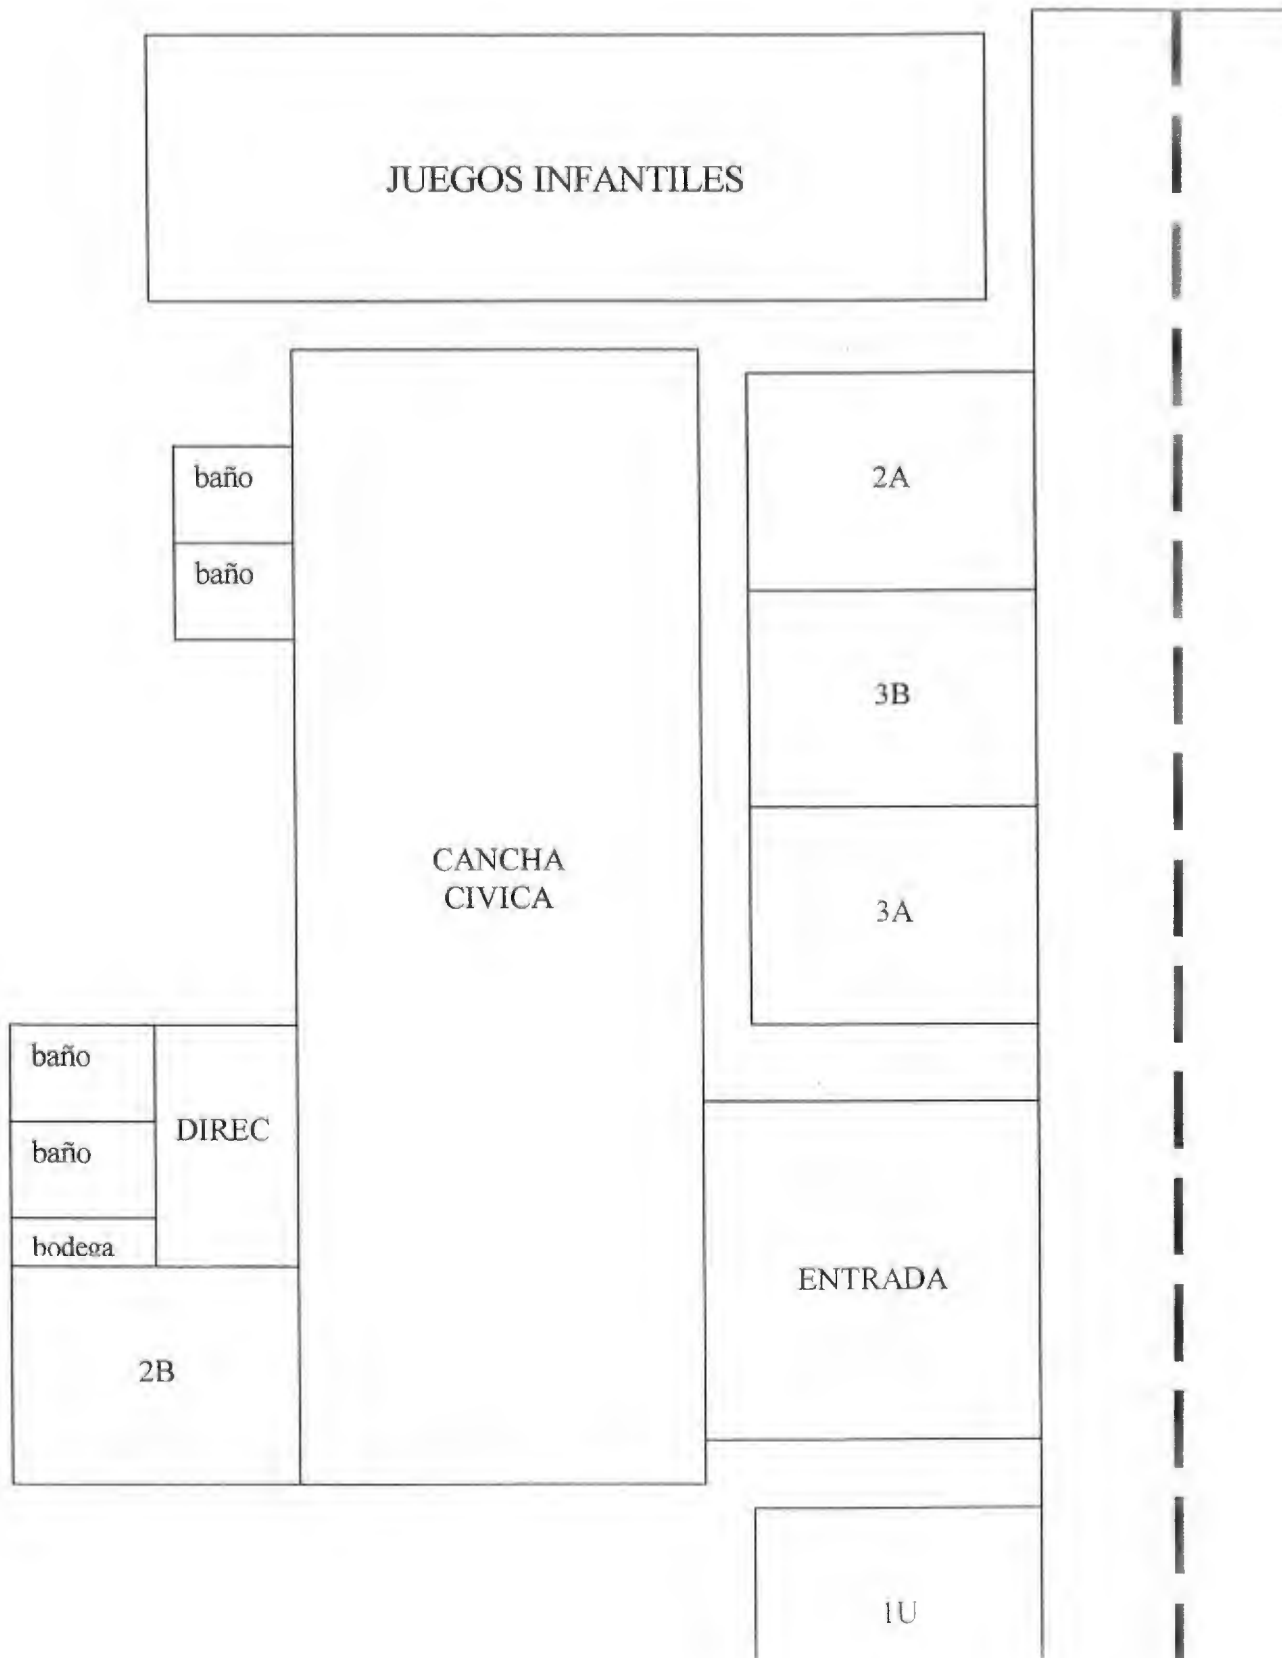 JUEGOS INFANTILES
baño
2A
baño
3B
CANCHA
CIVICA
3A
baño
DIREC
baño
bodega
ENTRADA
2B
1U